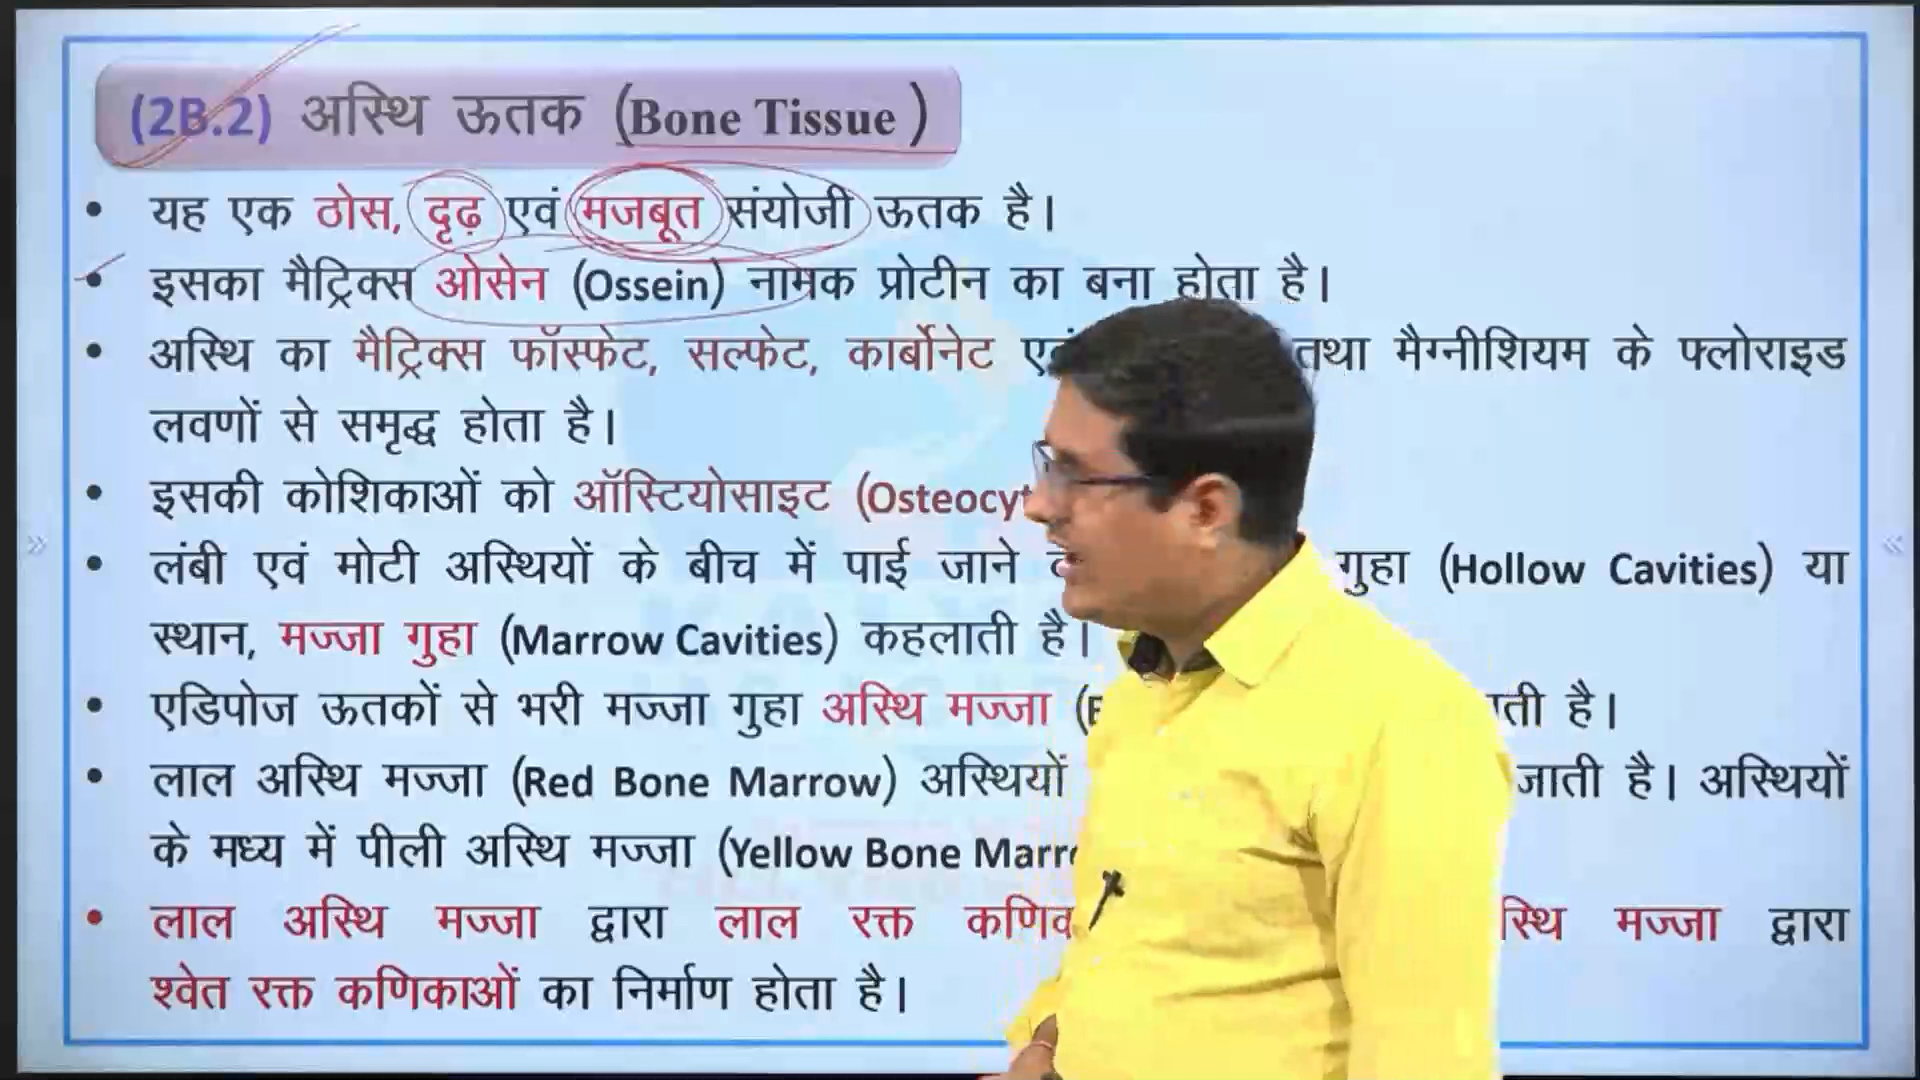 (2B.2) अस्थि ऊतक (Bone Tissue )
• यह एक ठोस, दृढ़ एवं मजबूत संयोजी ऊतक है।
• इसका मैट्रिक्स ओसेन (Ossein) नामक प्रोटीन का बना होता है।
• अस्थि का मैट्रिक्स फॉस्फेट, सल्फेट, कार्बोनेट तथा मैग्नीशियम के फ्लोराइड
लवणों से समृद्ध होता है।
• इसकी कोशिकाओं को ऑस्टियोसाइट
• लंबी एवं मोटी अस्थियों के बीच में पाई जाने गुहा (Hollow Cavities) या
स्थान, मज्जा गुहा (Marrow Cavities) कहलाती है।
• एडिपोज ऊतकों से भरी मज्जा गुहा अस्थि मज्जा है।
• लाल अस्थि मज्जा (Red Bone Marrow) अस्थियों जाती है। अस्थियों
के मध्य में पीली अस्थि मज्जा (Yellow Bone
• लाल अस्थि मज्जा द्वारा लाल रक्त मज्जा द्वारा
श्वेत रक्त कणिकाओं का निर्माण होता है।